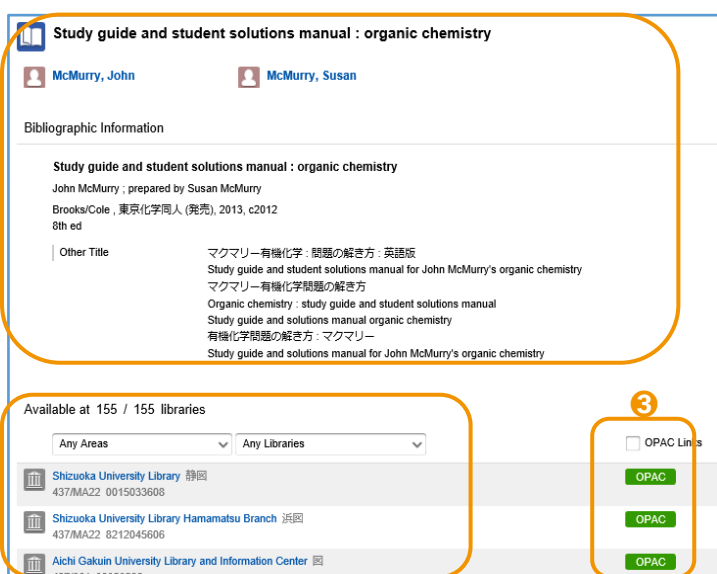 Study guide and student solutions manual : organic chemistry
McMurry, John
McMurry, Susan
Bibliographic Information
Study guide and student solutions manual : organic chemistry
John McMurry ; prepared by Susan McMurry
Brooks/Cole , 東京化学同人 (発売), 2013, c2012
8th ed
Other Title
マクマリー有機化学 : 問題の解き方 : 英語版
Study guide and student solutions manual for John McMurry's organic chemistry
マクマリー有機化学問題の解き方
Organic chemistry : study guide and student solutions manual
Study guide and solutions manual organic chemistry
有機化学問題の解き方 : マクマリー
Study guide and solutions manual for John McMurry's organic chemistry
Available at 155 / 155 libraries
3
Any Areas
Any Libraries
OPAC Links
Shizuoka University Library 静図
OPAC
437/MA22 0015033608
Shizuoka University Library Hamamatsu Branch 浜図
OPAC
437/MA22 8212045606
Aichi Gakuin University Library and Information Center 図
OPAC